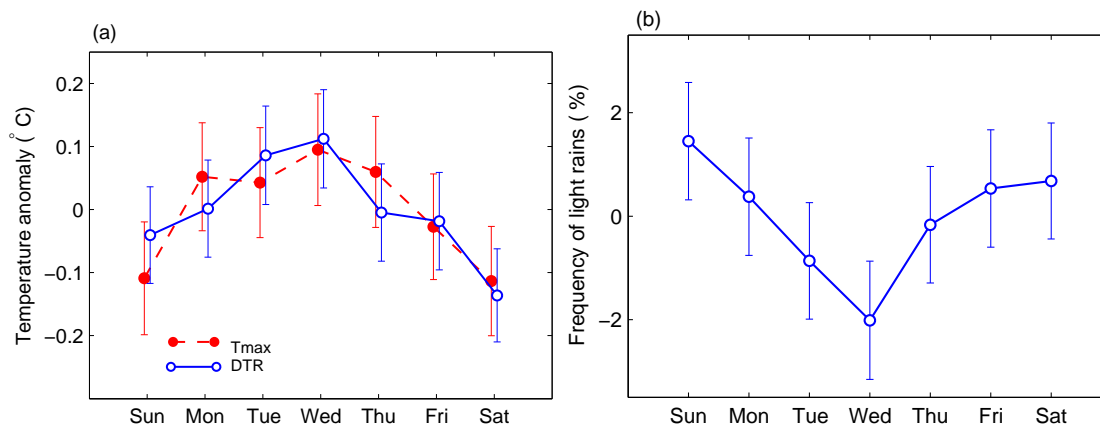 (a)
Temperature anomaly (° C)
0.2
0.1
0
−0.1
−0.2
Tmax
DTR
Sun Mon Tue Wed Thu Fri Sat
(b)
Frequency of light rains ( %)
2
0
−2
Sun Mon Tue Wed Thu Fri Sat